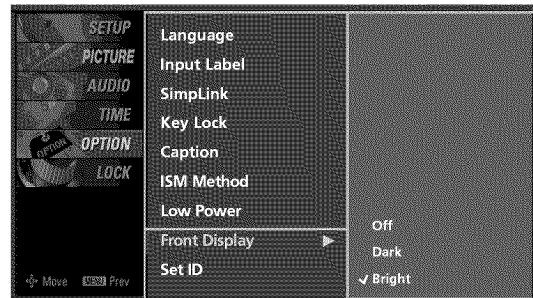 SETUP
PICTURE
AUDIO
TIME
OPTION
OPTION
LOCK
Move MENU Prev
Language
Input Label
SimpLink
Key Lock
Caption
ISM Method
Low Power
Front Display ▶
Set ID
Off
Dark
✓ Bright